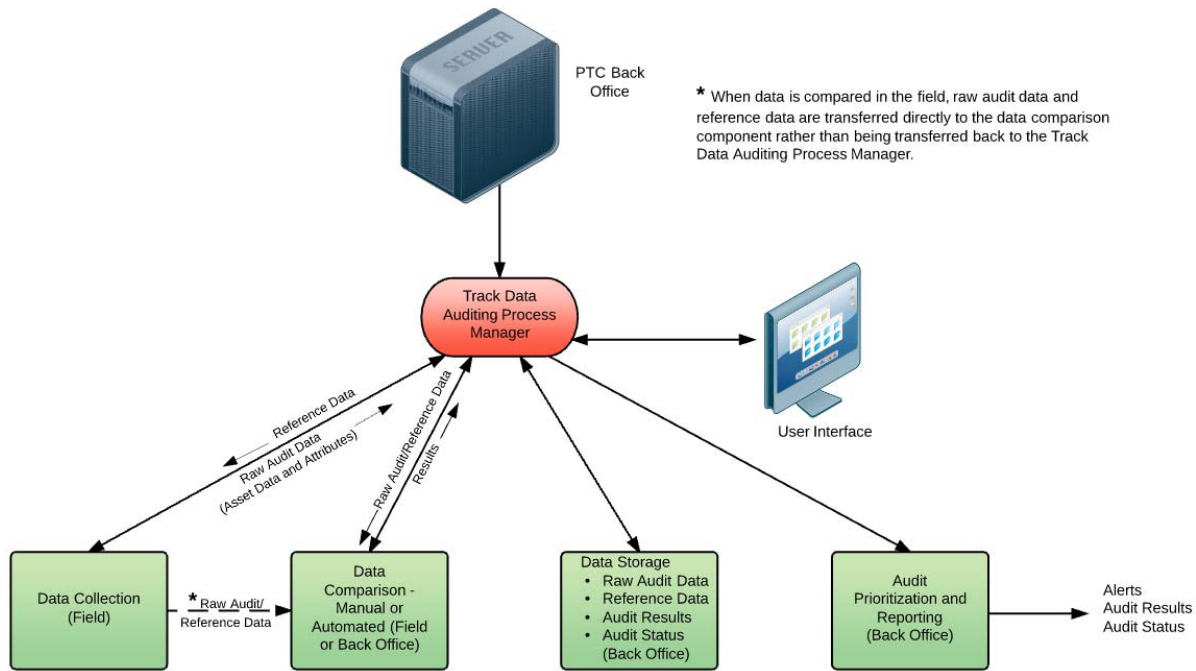 SERVER
PTC Back
Office
* When data is compared in the field, raw audit data and
reference data are transferred directly to the data comparison
component rather than being transferred back to the Track
Data Auditing Process Manager.
Track Data
Auditing Process
Manager
User Interface
Reference Data
Raw Audit Data
(Asset Data and Attributes)
Raw Audit/Reference Data
Results
Data Collection
(Field)
* Raw Audit/
Reference Data
Data
Comparison -
Manual or
Automated (Field
or Back Office)
Data Storage
• Raw Audit Data
• Reference Data
• Audit Results
• Audit Status
(Back Office)
Audit
Prioritization and
Reporting
(Back Office)
Alerts
Audit Results
Audit Status